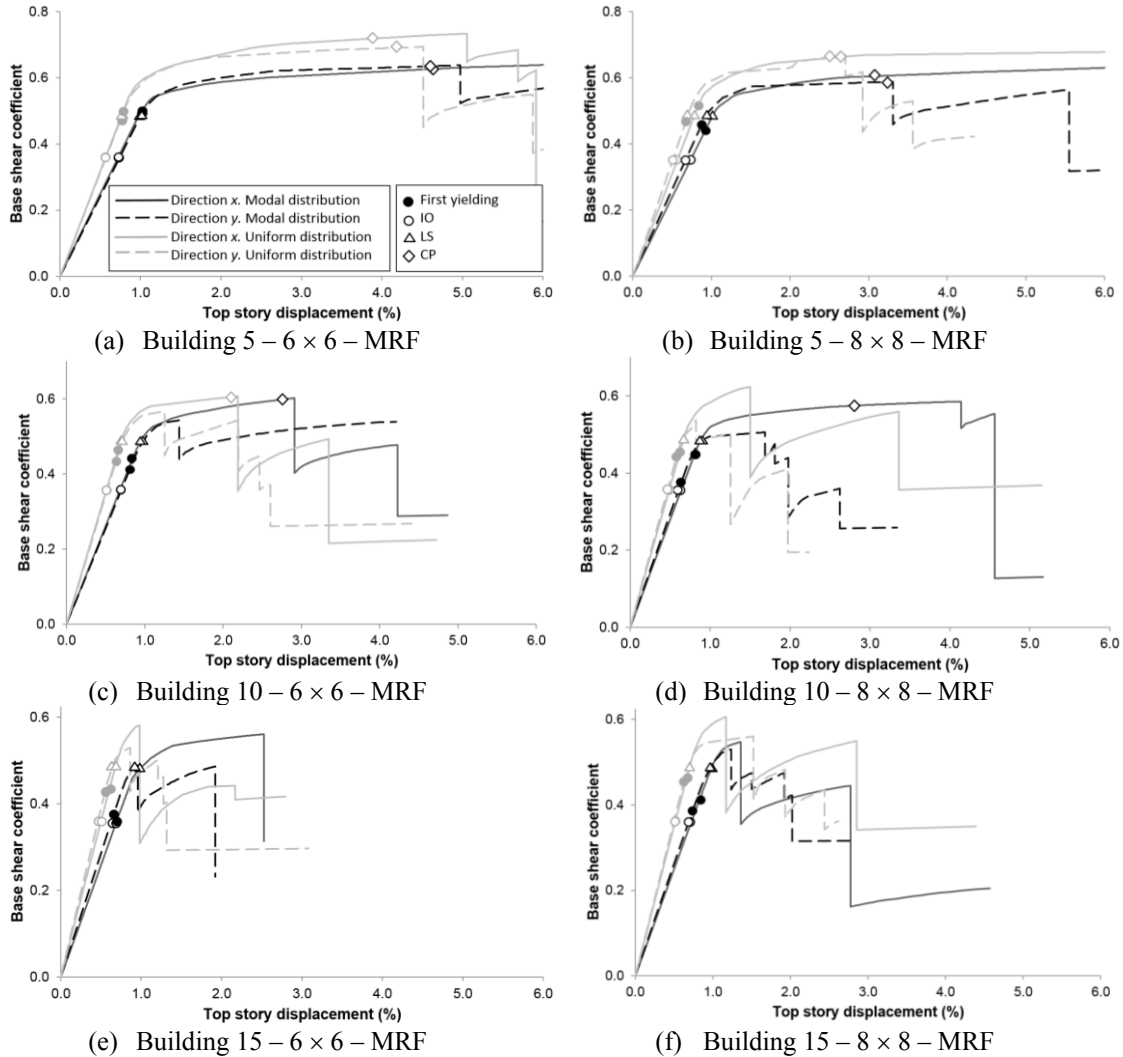 0.8
0.6
0.4
0.2
0.0
Base shear coefficient
Direction x. Modal distribution
Direction y. Modal distribution
Direction x. Uniform distribution
Direction y. Uniform distribution
First yielding
IO
LS
CP
0.0 1.0 2.0 3.0 4.0 5.0 6.0
Top story displacement (%)
(a) Building 5 – 6 × 6 – MRF
0.8
0.6
0.4
0.2
0.0
Base shear coefficient
0.0 1.0 2.0 3.0 4.0 5.0 6.0
Top story displacement (%)
(b) Building 5 – 8 × 8 – MRF
0.6
0.4
0.2
0.0
Base shear coefficient
0.0 1.0 2.0 3.0 4.0 5.0 6.0
Top story displacement (%)
(c) Building 10 – 6 × 6 – MRF
0.6
0.4
0.2
0.0
Base shear coefficient
0.0 1.0 2.0 3.0 4.0 5.0 6.0
Top story displacement (%)
(d) Building 10 – 8 × 8 – MRF
0.6
0.4
0.2
0.0
Base shear coefficient
0.0 1.0 2.0 3.0 4.0 5.0 6.0
Top story displacement (%)
(e) Building 15 – 6 × 6 – MRF
0.6
0.4
0.2
0.0
Base shear coefficient
0.0 1.0 2.0 3.0 4.0 5.0 6.0
Top story displacement (%)
(f) Building 15 – 8 × 8 – MRF